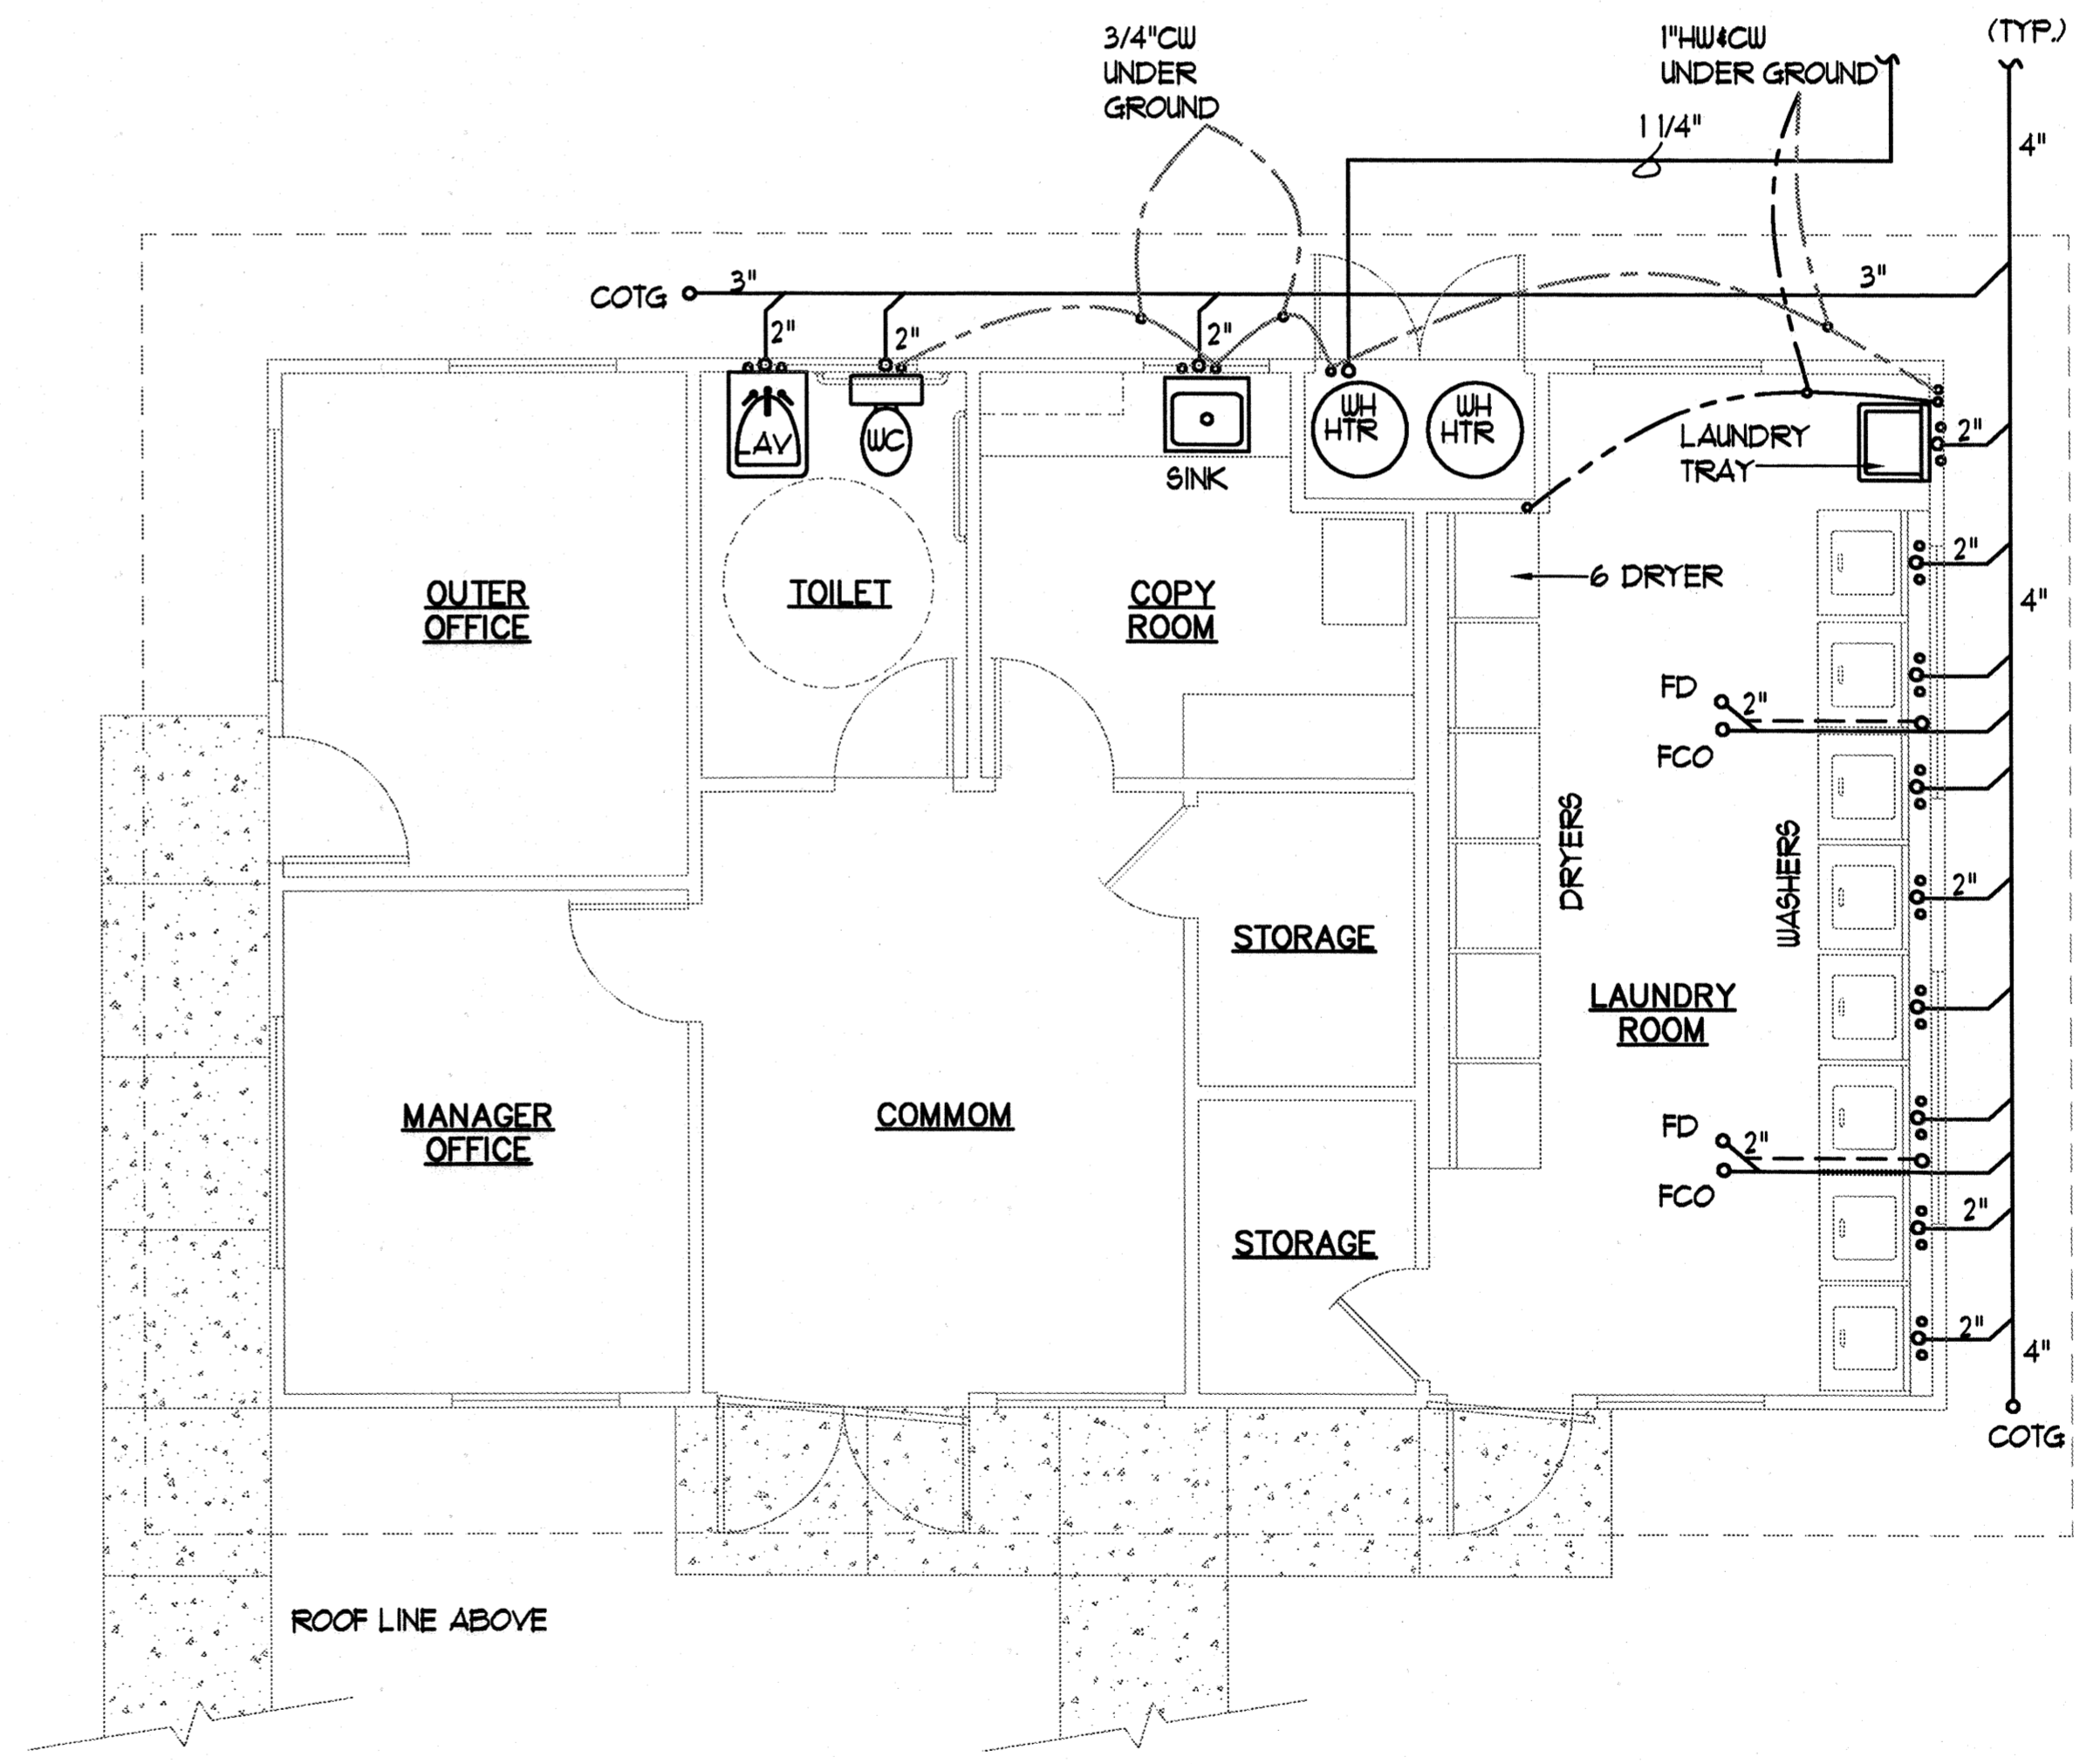 3/4"CW
UNDER
GROUND
1"HW&CW
UNDER GROUND
(TYP.)
1 1/4"
4"
COTG
3"
3"
2"
2"
2"
LAV
WC
SINK
WH
HTR
WH
HTR
LAUNDRY
TRAY
2"
OUTER
OFFICE
TOILET
COPY
ROOM
6 DRYER
2"
4"
FD
2"
FCO
DRYERS
WASHERS
2"
STORAGE
LAUNDRY
ROOM
MANAGER
OFFICE
COMMOM
FD
2"
FCO
STORAGE
2"
2"
4"
COTG
ROOF LINE ABOVE